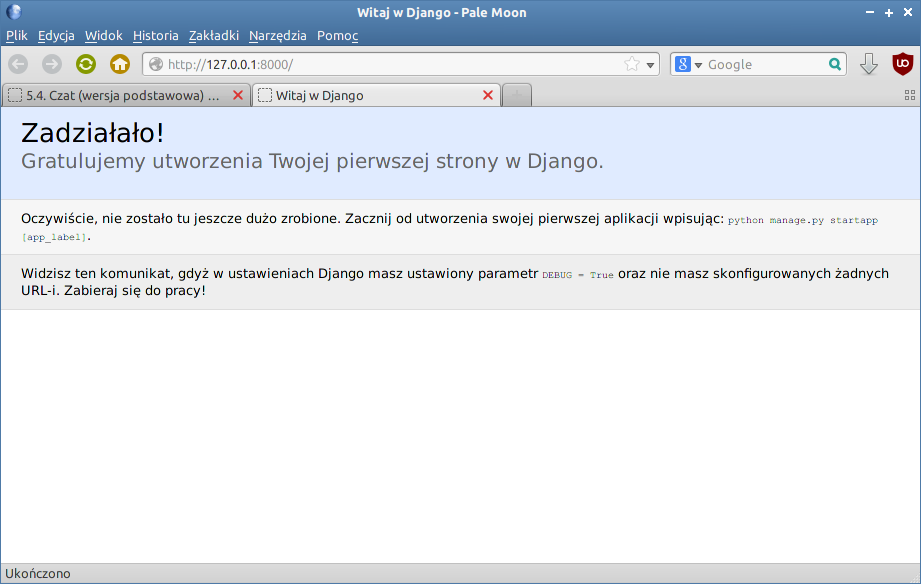 Witaj w Django - Pale Moon
Plik Edycja Widok Historia Zakładki Narzędzia Pomoc
http://127.0.0.1:8000/ Google
5.4. Czat (wersja podstawowa) ... Witaj w Django
Zadziałało!
Gratulujemy utworzenia Twojej pierwszej strony w Django.
Oczywiście, nie zostało tu jeszcze dużo zrobione. Zacznij od utworzenia swojej pierwszej aplikacji wpisując: python manage.py startapp
[app_label].
Widzisz ten komunikat, gdyż w ustawieniach Django masz ustawiony parametr DEBUG = True oraz nie masz skonfigurowanych żadnych
URL-i. Zabieraj się do pracy!
Ukończono